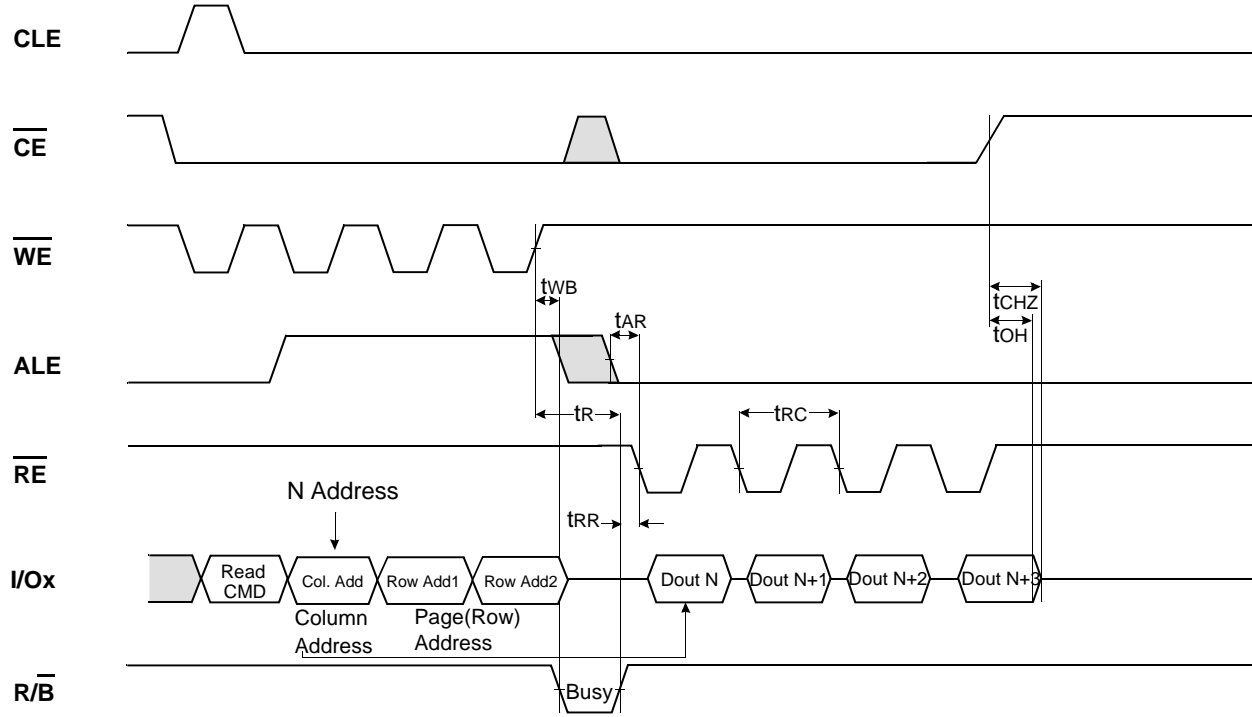 CLE
CE
WE
tWB
tCHZ
tAR
tOH
ALE
tR
tRC
RE
N Address
tRR
I/Ox
Read
CMD
Col. Add
Row Add1
Row Add2
Dout N
Dout N+1
Dout N+2
Dout N+3
Column
Address
Page(Row)
Address
R/B
Busy